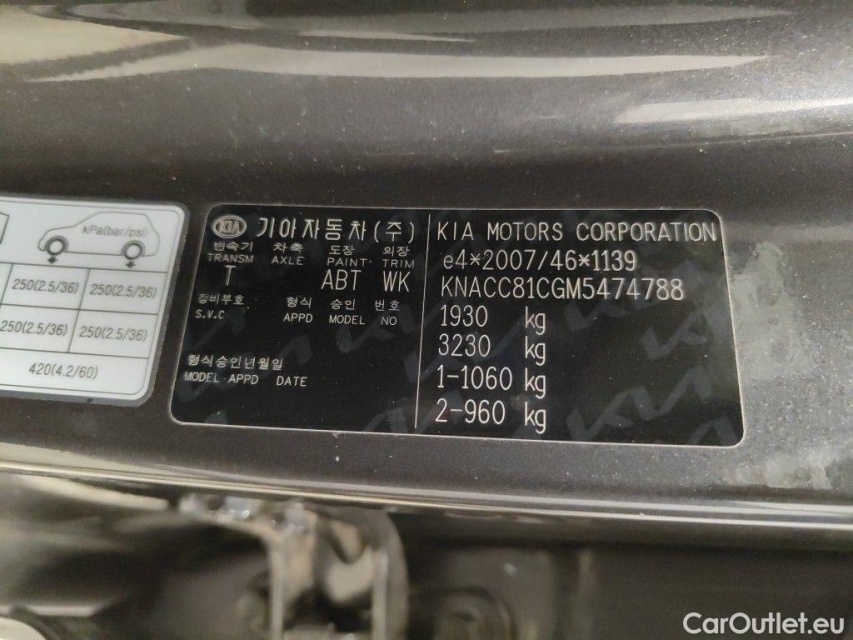 kPa(bar/psi)
250(2.5/36) 250(2.5/36)
250(2.5/36) 250(2.5/36)
420(4.2/60)
KIA 기아자동차(주)
변속기 차축 도장 외장
TRANSM AXLE PAINT TRIM
T ABT WK
장비부호 형식 승인 번호
S.V.C APPD MODEL NO
형식승인년월일
MODEL APPD DATE
KIA MOTORS CORPORATION
e4*2007/46*1139
KNACC81CGM5474788
1930 kg
3230 kg
1-1060 kg
2-960 kg
CarOutlet.eu